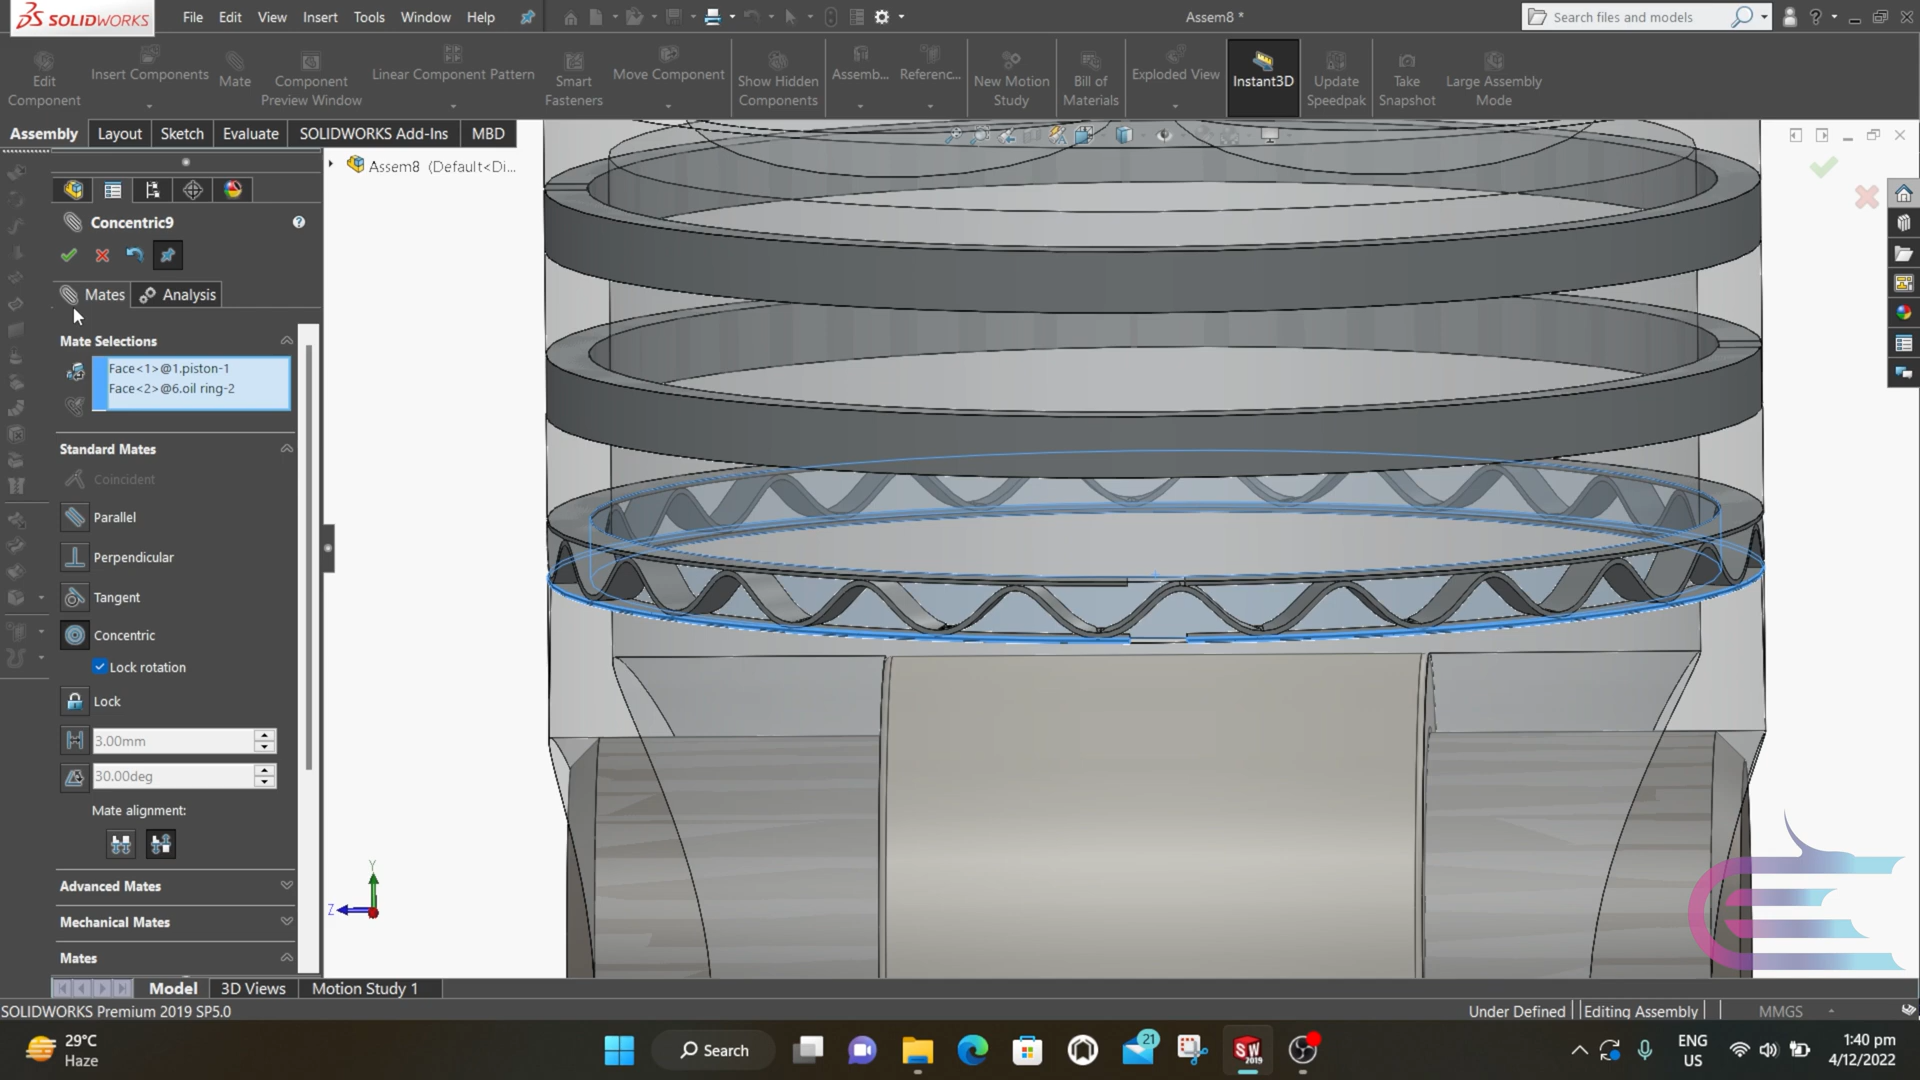 SOLIDWORKS
File Edit View Insert Tools Window Help
Assem8 *
Search files and models
?
Edit Component
Insert Components
Mate
Component Preview Window
Linear Component Pattern
Smart Fasteners
Move Component
Show Hidden Components
Assemb...
Referenc...
New Motion Study
Bill of Materials
Exploded View
Instant3D
Update Speedpak
Take Snapshot
Large Assembly Mode
Assembly Layout Sketch Evaluate SOLIDWORKS Add-Ins MBD
Assem8 (Default<Di...
Concentric9
?
Mates Analysis
Mate Selections
Face<1>@1.piston-1
Face<2>@6.oil ring-2
Standard Mates
Coincident
Parallel
Perpendicular
Tangent
Concentric
Lock rotation
Lock
3.00mm
30.00deg
Mate alignment:
Advanced Mates
Mechanical Mates
Mates
Y
Z
Model 3D Views Motion Study 1
SOLIDWORKS Premium 2019 SP5.0
Under Defined Editing Assembly MMGS
29°C
Haze
Search
21
SW
2019
ENG
US
1:40 pm
4/12/2022